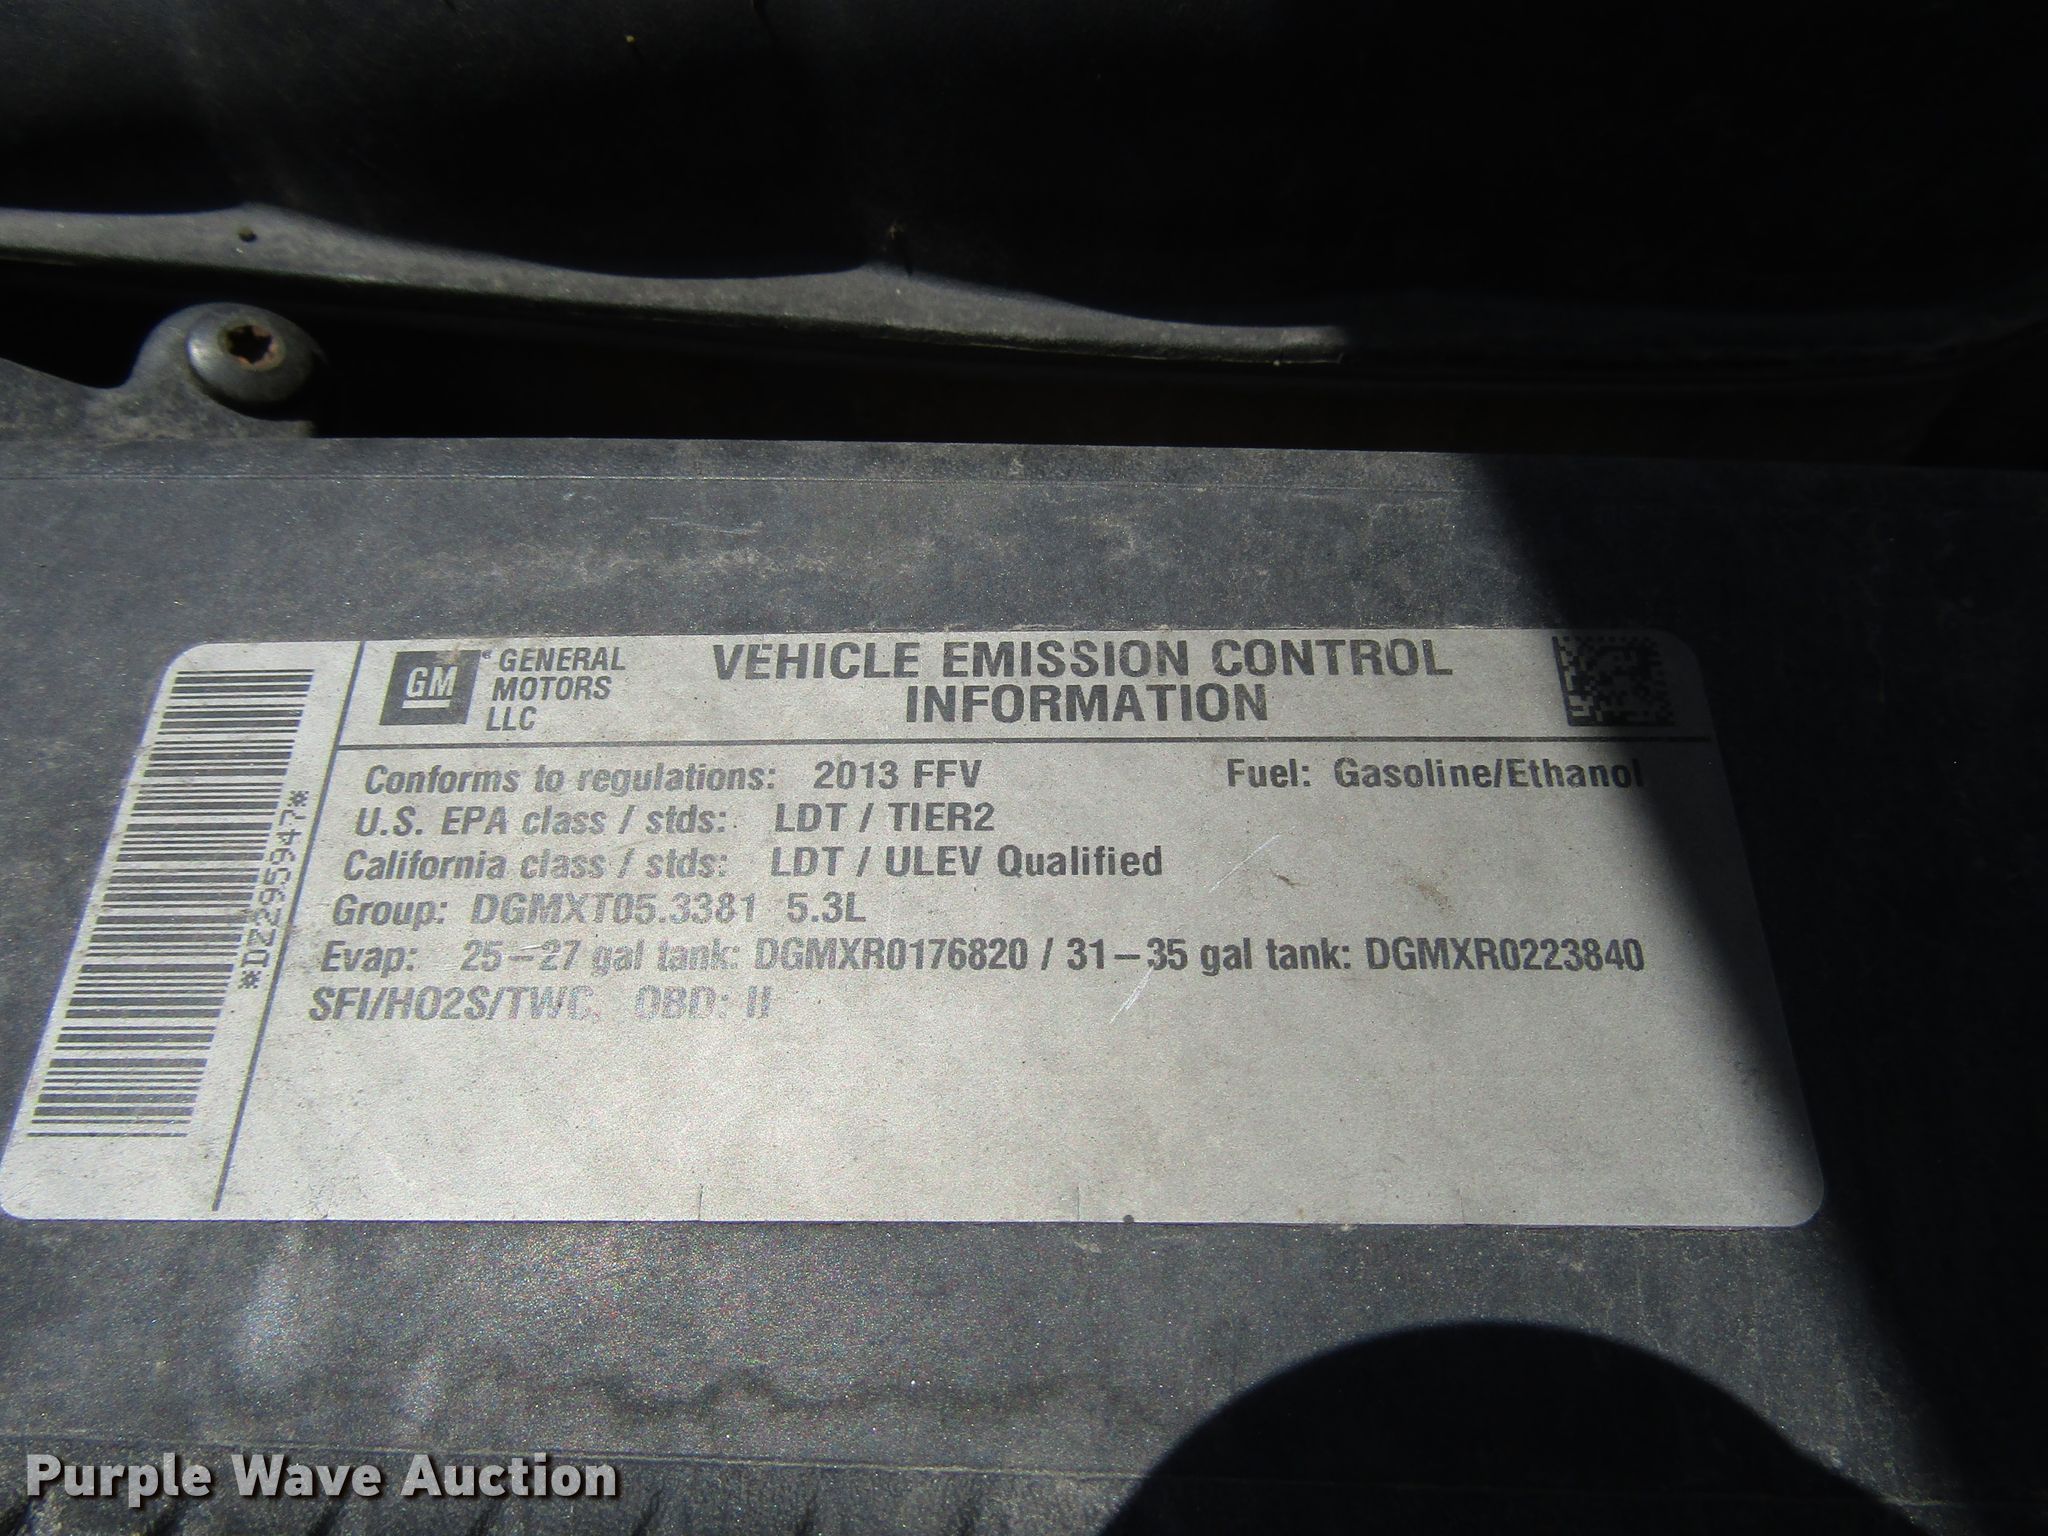 GM GENERAL MOTORS LLC
VEHICLE EMISSION CONTROL
INFORMATION
Conforms to regulations: 2013 FFV Fuel: Gasoline/Ethanol
U.S. EPA class / stds: LDT / TIER2
California class / stds: LDT / ULEV Qualified
Group: DGMXT05.3381 5.3L
Evap: 25–27 gal tank: DGMXR0176820 / 31–35 gal tank: DGMXR0223840
SFI/HO2S/TWC, OBD: II
*DZ295947*
Purple Wave Auction